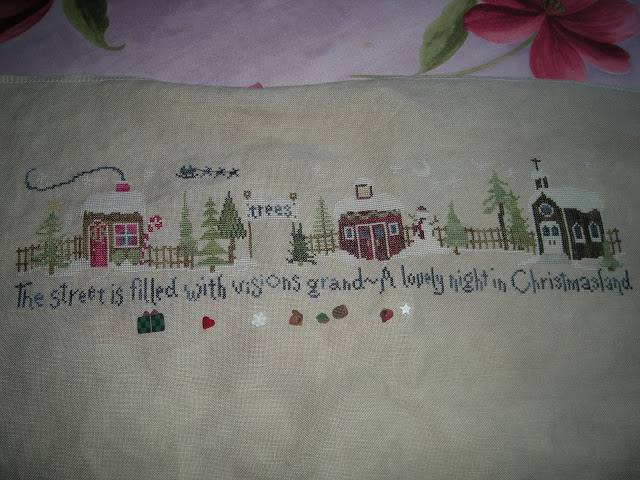 trees
The street is filled with visions grand~A lovely night in Christmasland